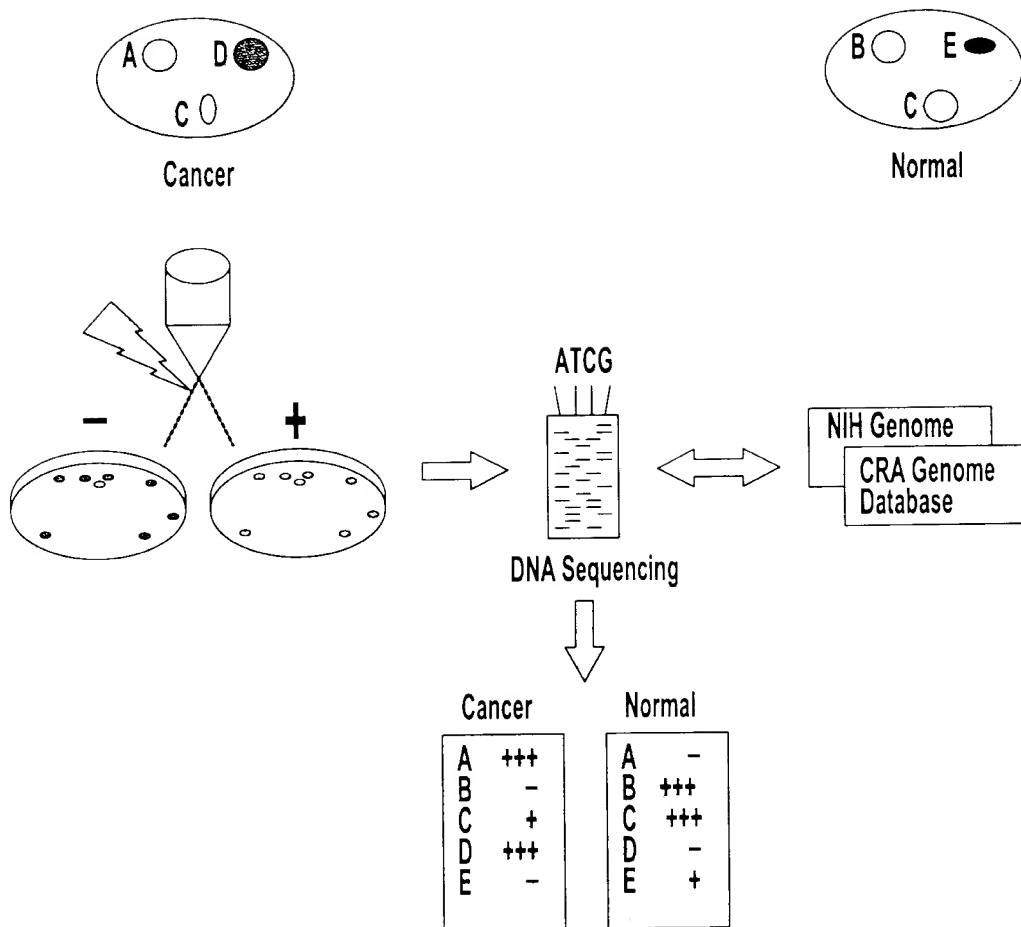 A D
C
Cancer
B E
C
Normal
− +
ATCG
DNA Sequencing
NIH Genome
CRA Genome
Database
Cancer
A +++
B −
C +
D +++
E −
Normal
A −
B +++
C +++
D −
E +